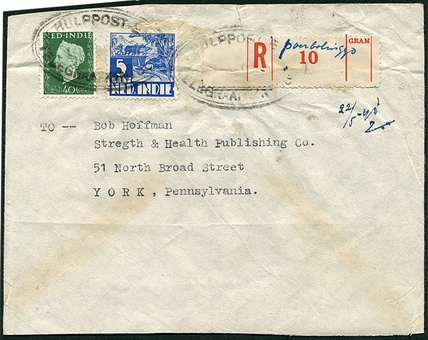 HULPPOST
NED-INDIE
40
5
NED. INDIE
R
10
GRAM
TO -- Bob Hoffman
Stregth & Health Publishing Co.
51 North Broad Street
YORK, Pennsylvania.